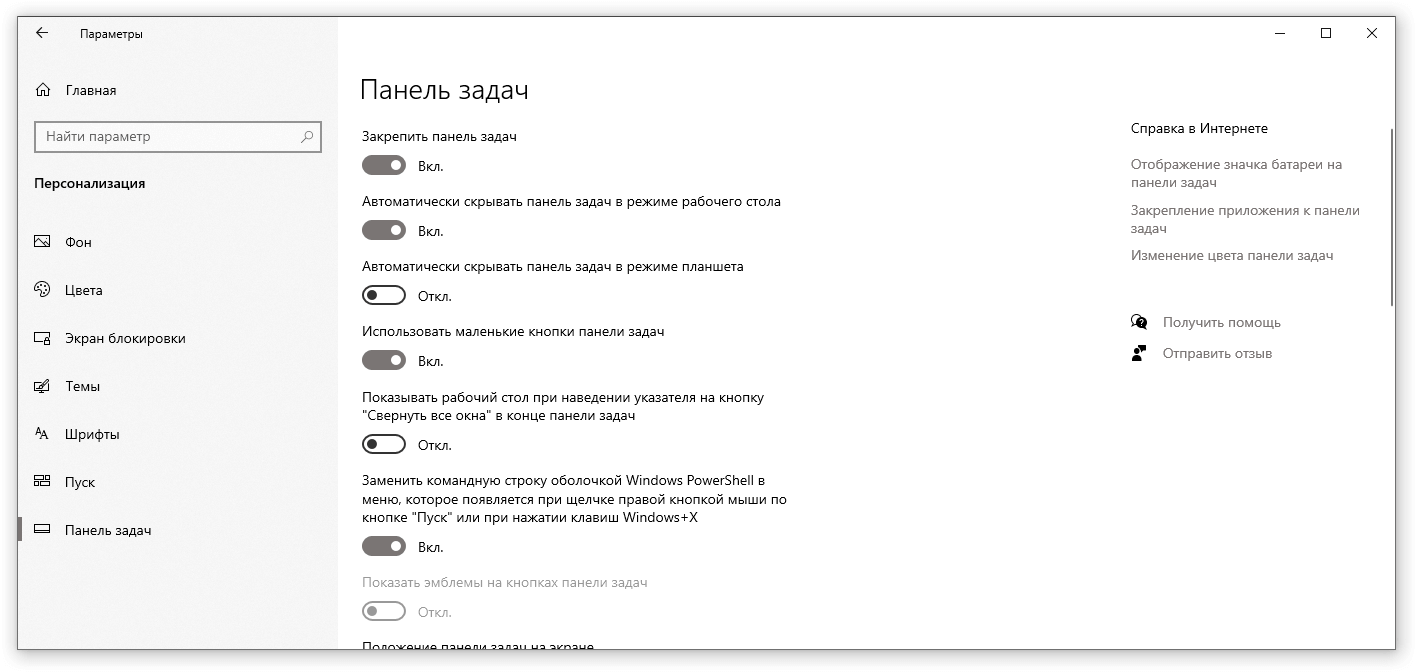 Параметры
Главная
Найти параметр
Персонализация
Фон
Цвета
Экран блокировки
Темы
Шрифты
Пуск
Панель задач
Панель задач
Закрепить панель задач
Вкл.
Автоматически скрывать панель задач в режиме рабочего стола
Вкл.
Автоматически скрывать панель задач в режиме планшета
Откл.
Использовать маленькие кнопки панели задач
Вкл.
Показывать рабочий стол при наведении указателя на кнопку
"Свернуть все окна" в конце панели задач
Откл.
Заменить командную строку оболочкой Windows PowerShell в
меню, которое появляется при щелчке правой кнопкой мыши по
кнопке "Пуск" или при нажатии клавиш Windows+X
Вкл.
Показать эмблемы на кнопках панели задач
Откл.
Положение панели задач на экране
Справка в Интернете
Отображение значка батареи на
панели задач
Закрепление приложения к панели
задач
Изменение цвета панели задач
Получить помощь
Отправить отзыв